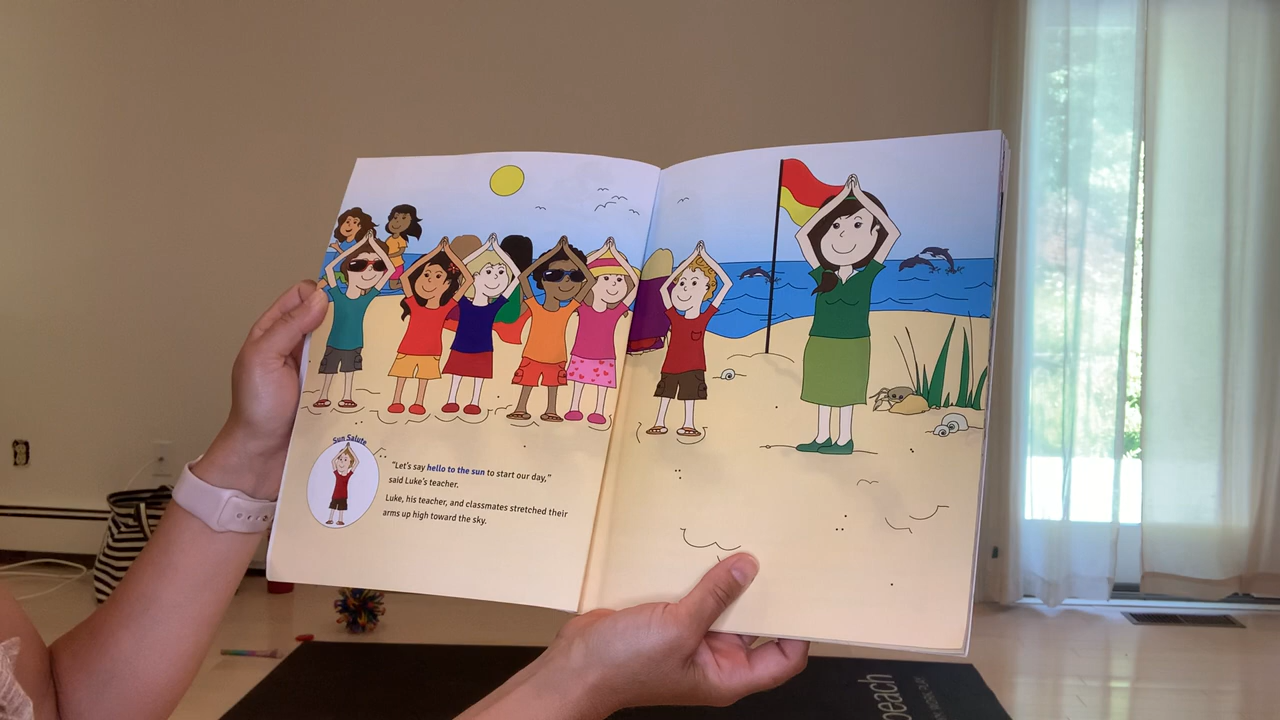 Sun Salute
"Let's say hello to the sun to start our day,"
said Luke's teacher.
Luke, his teacher, and classmates stretched their
arms up high toward the sky.
peach